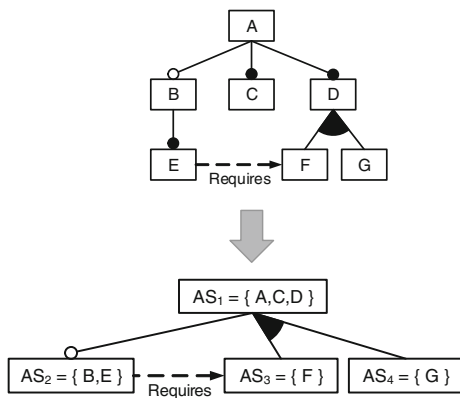 A
B C D
E F G
Requires
AS₁ = { A,C,D }
AS₂ = { B,E } AS₃ = { F } AS₄ = { G }
Requires